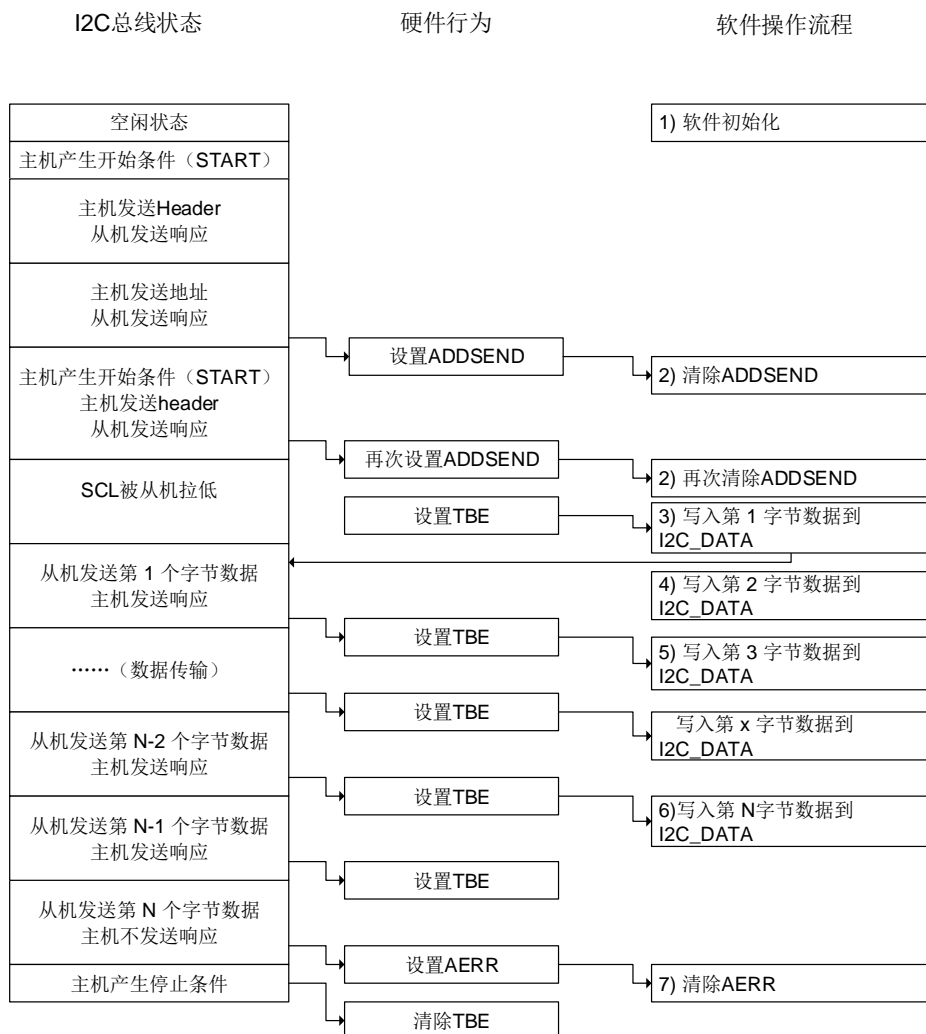 I2C总线状态
硬件行为
软件操作流程
空闲状态
1) 软件初始化
主机产生开始条件（START）
主机发送Header
从机发送响应
主机发送地址
从机发送响应
设置ADDSEND
2) 清除ADDSEND
主机产生开始条件（START）
主机发送header
从机发送响应
再次设置ADDSEND
2) 再次清除ADDSEND
SCL被从机拉低
设置TBE
3) 写入第 1 字节数据到
I2C_DATA
从机发送第 1 个字节数据
主机发送响应
4) 写入第 2 字节数据到
I2C_DATA
设置TBE
5) 写入第 3 字节数据到
I2C_DATA
……（数据传输）
设置TBE
写入第 x 字节数据到
I2C_DATA
从机发送第 N-2 个字节数据
主机发送响应
设置TBE
6)写入第 N字节数据到
I2C_DATA
从机发送第 N-1 个字节数据
主机发送响应
设置TBE
从机发送第 N 个字节数据
主机不发送响应
设置AERR
7) 清除AERR
主机产生停止条件
清除TBE